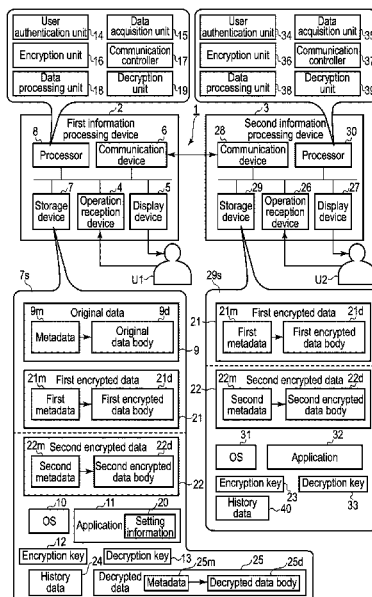 User authentication unit
14
Data acquisition unit
15
Encryption unit
16
Communication controller
17
Data processing unit
18
Decryption unit
19
User authentication unit
34
Data acquisition unit
35
Encryption unit
36
Communication controller
37
Data processing unit
38
Decryption unit
39
2
1
3
First information processing device
8
6
Processor
Communication device
7
4
5
Storage device
Operation reception device
Display device
Second information processing device
28
30
Communication device
Processor
29
26
27
Storage device
Operation reception device
Display device
U1
U2
7s
Original data
9m
9d
Metadata
Original data body
9
First encrypted data
21m
21d
First metadata
First encrypted data body
21
Second encrypted data
22m
22d
Second metadata
Second encrypted data body
22
10
11
20
OS
Application
Setting information
12
Encryption key
24
Decryption key
13
History data
Decrypted data
25m
25
25d
Metadata
Decrypted data body
29s
First encrypted data
21
21m
21d
First metadata
First encrypted data body
22
Second encrypted data
22m
22d
Second metadata
Second encrypted data body
31
32
OS
Application
Encryption key
23
Decryption key
33
History data
40